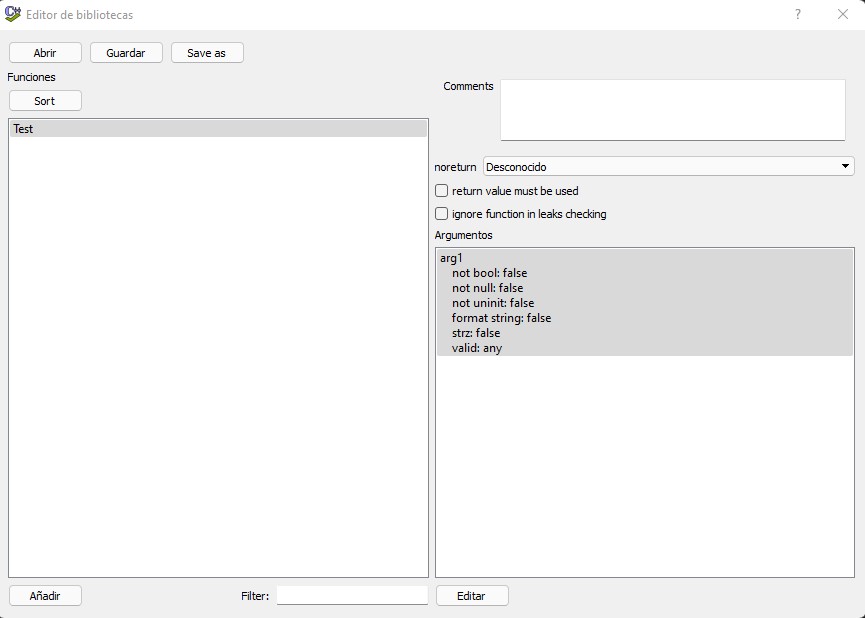 Editor de bibliotecas
Abrir
Guardar
Save as
Funciones
Sort
Test
Añadir
Filter:
Comments
noreturn
Desconocido
return value must be used
ignore function in leaks checking
Argumentos
arg1
not bool: false
not null: false
not uninit: false
format string: false
strz: false
valid: any
Editar